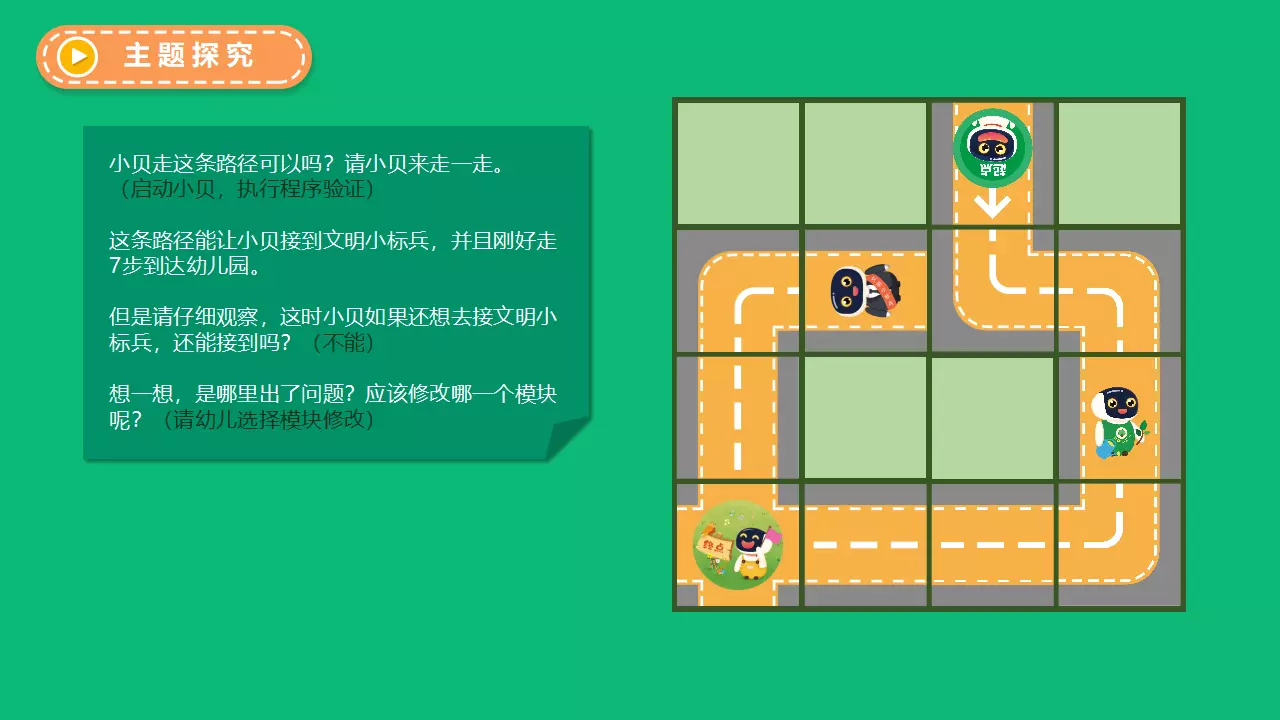 主题探究
小贝走这条路径可以吗？请小贝来走一走。
（启动小贝，执行程序验证）
这条路径能让小贝接到文明小标兵，并且刚好走
7步到达幼儿园。
但是请仔细观察，这时小贝如果还想去接文明小
标兵，还能接到吗？（不能）
想一想，是哪里出了问题？应该修改哪一个模块
呢？（请幼儿选择模块修改）
终点